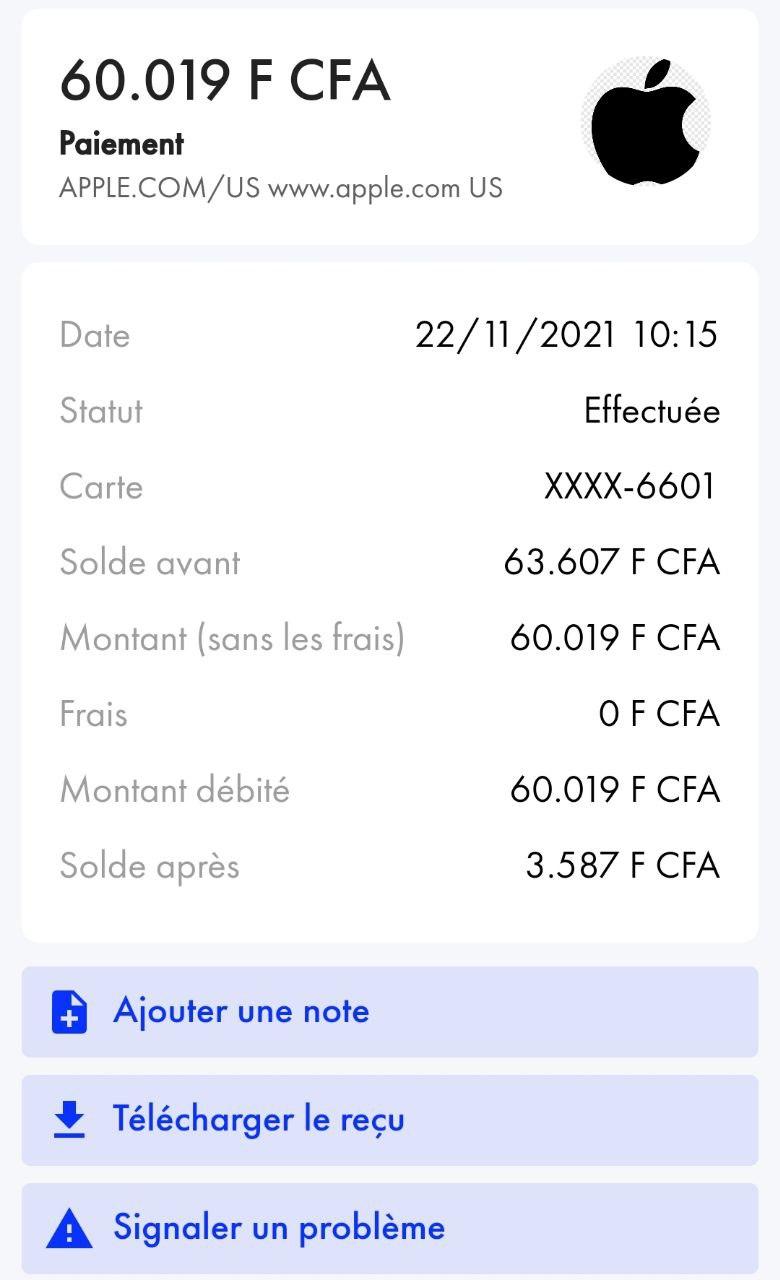 60.019 F CFA
Paiement
APPLE.COM/US www.apple.com US
Date 22/11/2021 10:15
Statut Effectuée
Carte XXXX-6601
Solde avant 63.607 F CFA
Montant (sans les frais) 60.019 F CFA
Frais 0 F CFA
Montant débité 60.019 F CFA
Solde après 3.587 F CFA
Ajouter une note
Télécharger le reçu
Signaler un problème